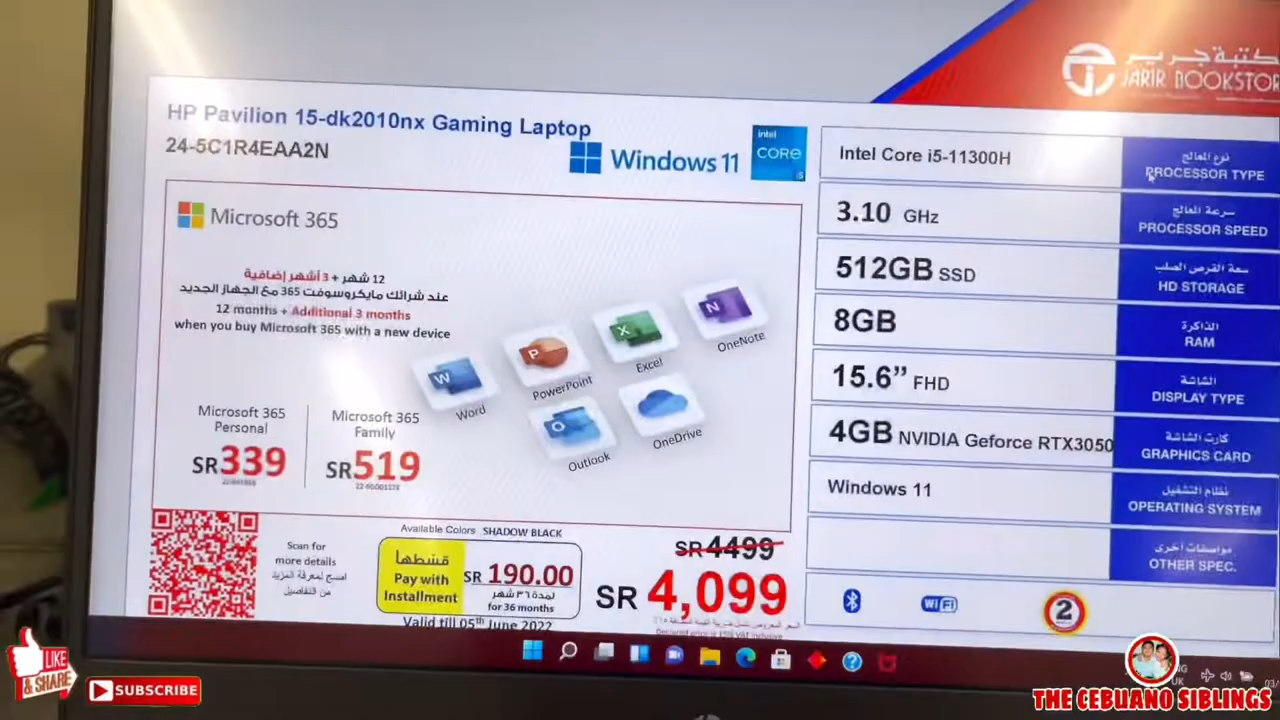 مكتبة جرير
JARIR BOOKSTORE
HP Pavilion 15-dk2010nx Gaming Laptop
24-5C1R4EAA2N
Windows 11
intel
CORE
i5
Microsoft 365
12 شهر + 3 أشهر إضافية
عند شرائك مايكروسوفت 365 مع الجهاز الجديد
12 months + Additional 3 months
when you buy Microsoft 365 with a new device
Word
PowerPoint
Excel
OneNote
Outlook
OneDrive
Microsoft 365
Personal
SR339
Microsoft 365
Family
SR519
Intel Core i5-11300H
نوع المعالج
PROCESSOR TYPE
3.10 GHz
سرعة المعالج
PROCESSOR SPEED
512GB SSD
سعة القرص الصلب
HD STORAGE
8GB
الذاكرة
RAM
15.6” FHD
الشاشة
DISPLAY TYPE
4GB NVIDIA Geforce RTX3050
كارت الشاشة
GRAPHICS CARD
Windows 11
نظام التشغيل
OPERATING SYSTEM
مواصفات أخرى
OTHER SPEC.
Scan for
more details
امسح لمعرفة المزيد
من التفاصيل
Available Colors SHADOW BLACK
قسطها
Pay with
Installment
SR 190.00
لمدة ٣٦ شهر
for 36 months
Valid till 05th June 2022
SR 4499
SR 4,099
WiFi
2
LIKE
& SHARE
SUBSCRIBE
UK
THE CEBUANO SIBLINGS